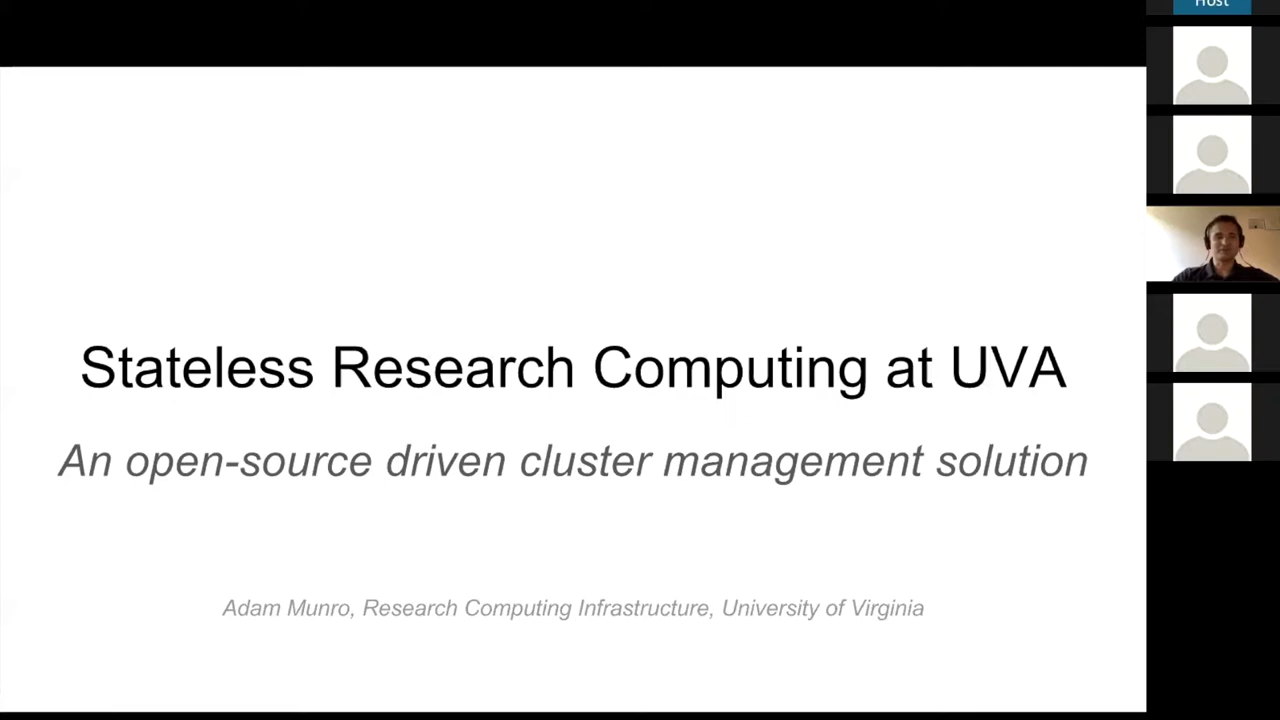 Host
Stateless Research Computing at UVA
An open-source driven cluster management solution
Adam Munro, Research Computing Infrastructure, University of Virginia